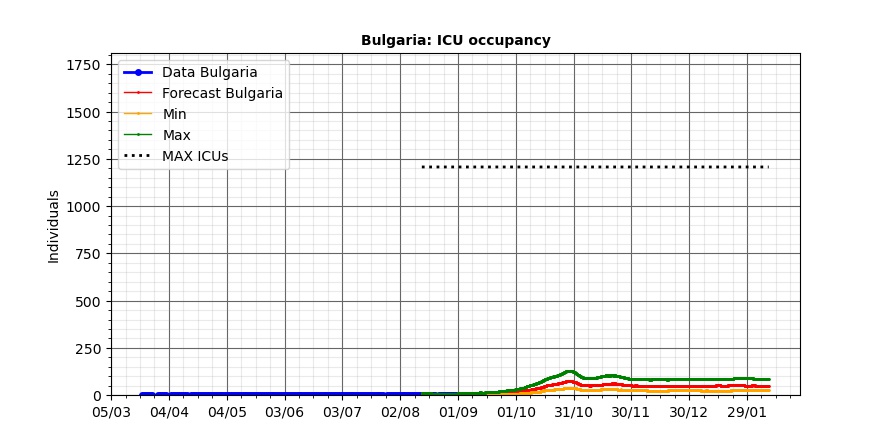 Bulgaria: ICU occupancy
Individuals
1750
1500
1250
1000
750
500
250
0
Data Bulgaria
Forecast Bulgaria
Min
Max
MAX ICUs
05/03 04/04 04/05 03/06 03/07 02/08 01/09 01/10 31/10 30/11 30/12 29/01